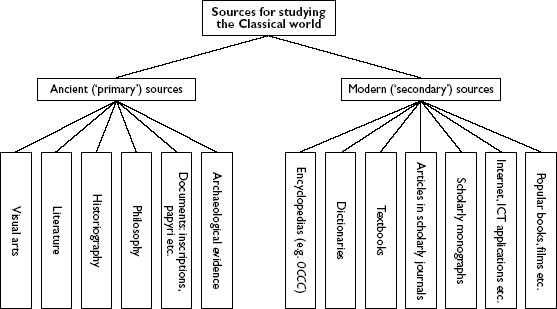 Sources for studying
the Classical world
Ancient (‘primary’) sources
Modern (‘secondary’) sources
Visual arts
Literature
Historiography
Philosophy
Documents: inscriptions,
papyri etc.
Archaeological evidence
Encyclopedias (e.g. OCCC)
Dictionaries
Textbooks
Articles in scholarly journals
Scholarly monographs
Internet, ICT applications etc.
Popular books, films etc.